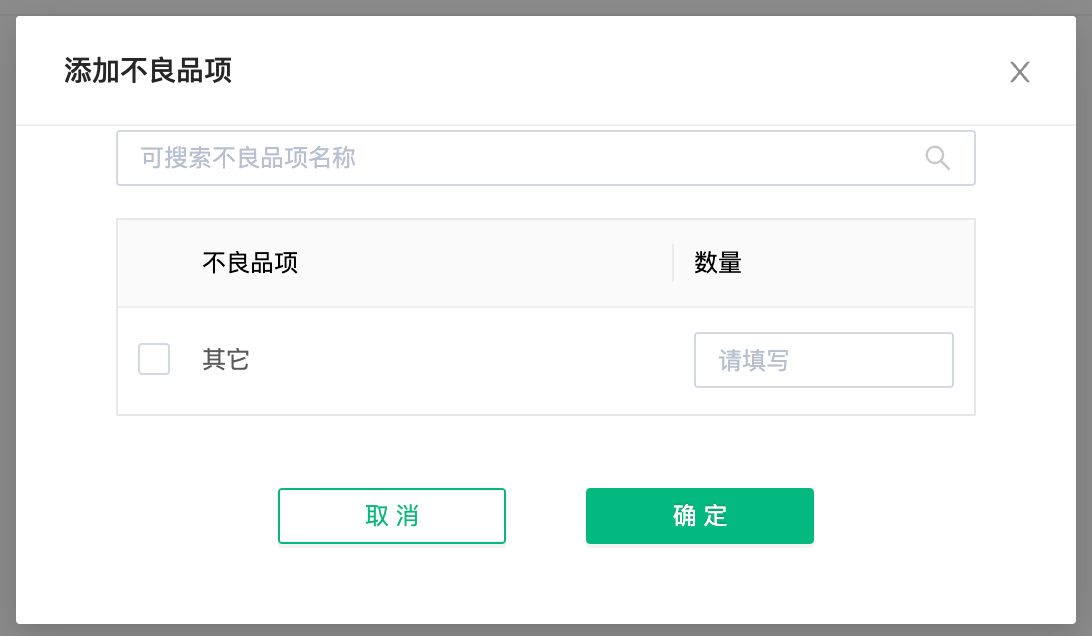 添加不良品项
可搜索不良品项名称
不良品项 数量
其它 请填写
取消 确定